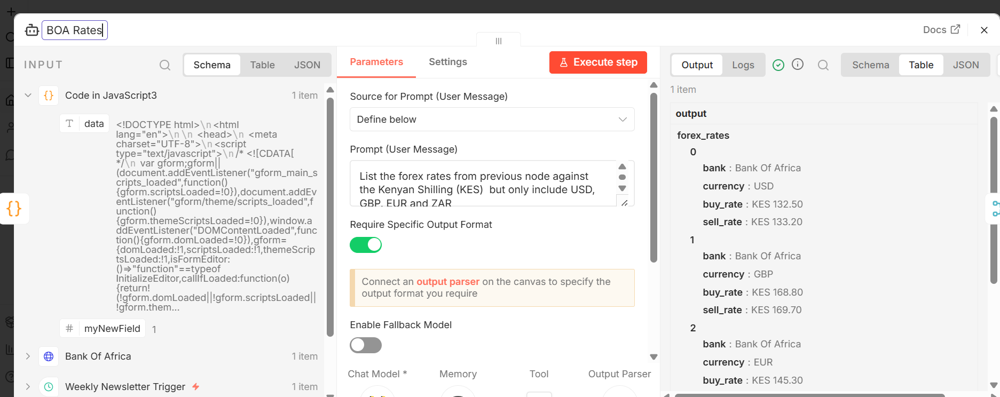 BOA Rates
Docs
INPUT
Schema
Table
JSON
Code in JavaScript3
1 item
data
<!DOCTYPE html>\n<html
lang="en">\n\n <head>\n <meta
charset="UTF-8">\n<script
type="text/javascript">\n/* <![CDATA[
*/\n var gform;gform||
(document.addEventListener("gform_main_s
cripts_loaded",function()
{gform.scriptsLoaded=!0}),document.addEv
entListener("gform/theme/scripts_loaded",f
unction()
{gform.themeScriptsLoaded=!0}),window.a
ddEventListener("DOMContentLoaded",func
tion(){gform.domLoaded=!0}),gform=
{domLoaded:!1,scriptsLoaded:!1,themeScrip
tsLoaded:!1,isFormEditor:
()=>"function"==typeof
InitializeEditor,callIfLoaded:function(o)
{return!
(!gform.domLoaded||!gform.scriptsLoaded||
!gform.them...
myNewField
1
Bank Of Africa
1 item
Weekly Newsletter Trigger
1 item
Parameters
Settings
Execute step
Source for Prompt (User Message)
Define below
Prompt (User Message)
List the forex rates from previous node against
the Kenyan Shilling (KES)  but only include USD,
GBP, EUR and ZAR
Require Specific Output Format
Connect an output parser on the canvas to specify the
output format you require
Enable Fallback Model
Chat Model *
Memory
Tool
Output Parser
Output
Logs
Schema
Table
JSON
1 item
output
forex_rates
0
bank : Bank Of Africa
currency : USD
buy_rate : KES 132.50
sell_rate : KES 133.20
1
bank : Bank Of Africa
currency : GBP
buy_rate : KES 168.80
sell_rate : KES 169.70
2
bank : Bank Of Africa
currency : EUR
buy_rate : KES 145.30